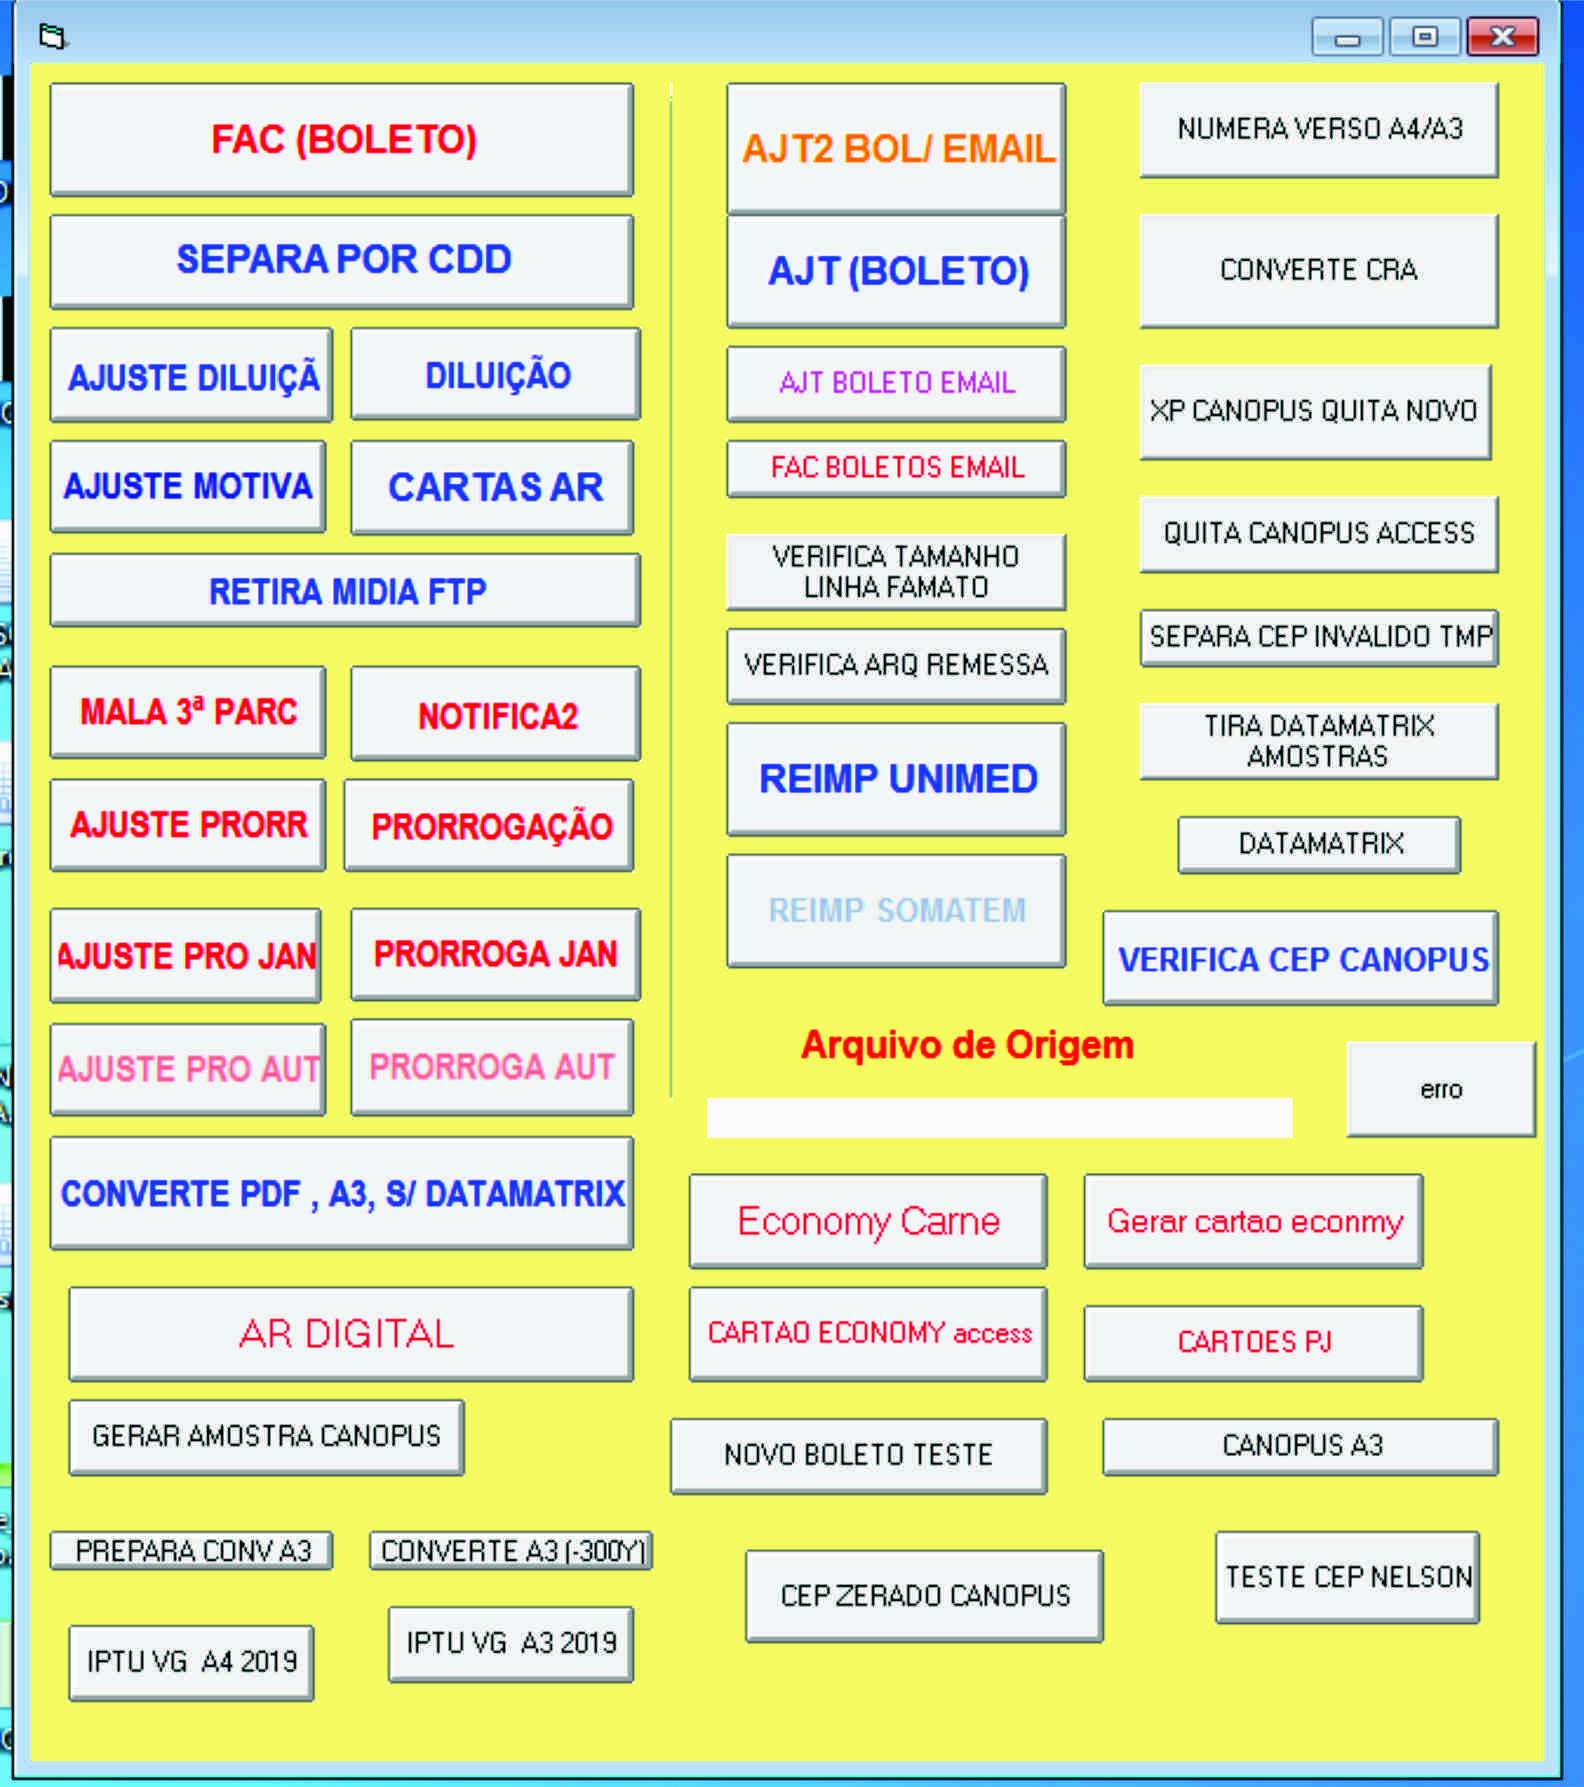 FAC (BOLETO)
SEPARA POR CDD
AJUSTE DILUIÇÃ
DILUIÇÃO
AJUSTE MOTIVA
CARTAS AR
RETIRA MIDIA FTP
MALA 3ª PARC
NOTIFICA2
AJUSTE PRORR
PRORROGAÇÃO
AJUSTE PRO JAN
PRORROGA JAN
AJUSTE PRO AUT
PRORROGA AUT
CONVERTE PDF , A3, S/ DATAMATRIX
AR DIGITAL
GERAR AMOSTRA CANOPUS
PREPARA CONV A3
CONVERTE A3 (-300Y)
IPTU VG A4 2019
IPTU VG A3 2019
AJT2 BOL/ EMAIL
AJT (BOLETO)
AJT BOLETO EMAIL
FAC BOLETOS EMAIL
VERIFICA TAMANHO
LINHA FAMATO
VERIFICA ARQ REMESSA
REIMP UNIMED
REIMP SOMATEM
NUMERA VERSO A4/A3
CONVERTE CRA
XP CANOPUS QUITA NOVO
QUITA CANOPUS ACCESS
SEPARA CEP INVALIDO TMP
TIRA DATAMATRIX
AMOSTRAS
DATAMATRIX
VERIFICA CEP CANOPUS
Arquivo de Origem
erro
Economy Carne
Gerar cartao econmy
CARTAO ECONOMY access
CARTOES PJ
NOVO BOLETO TESTE
CANOPUS A3
CEP ZERADO CANOPUS
TESTE CEP NELSON